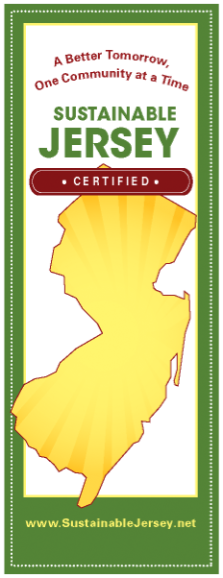 A Better Tomorrow,
One Community at a Time
SUSTAINABLE
JERSEY
• CERTIFIED •
www.SustainableJersey.net